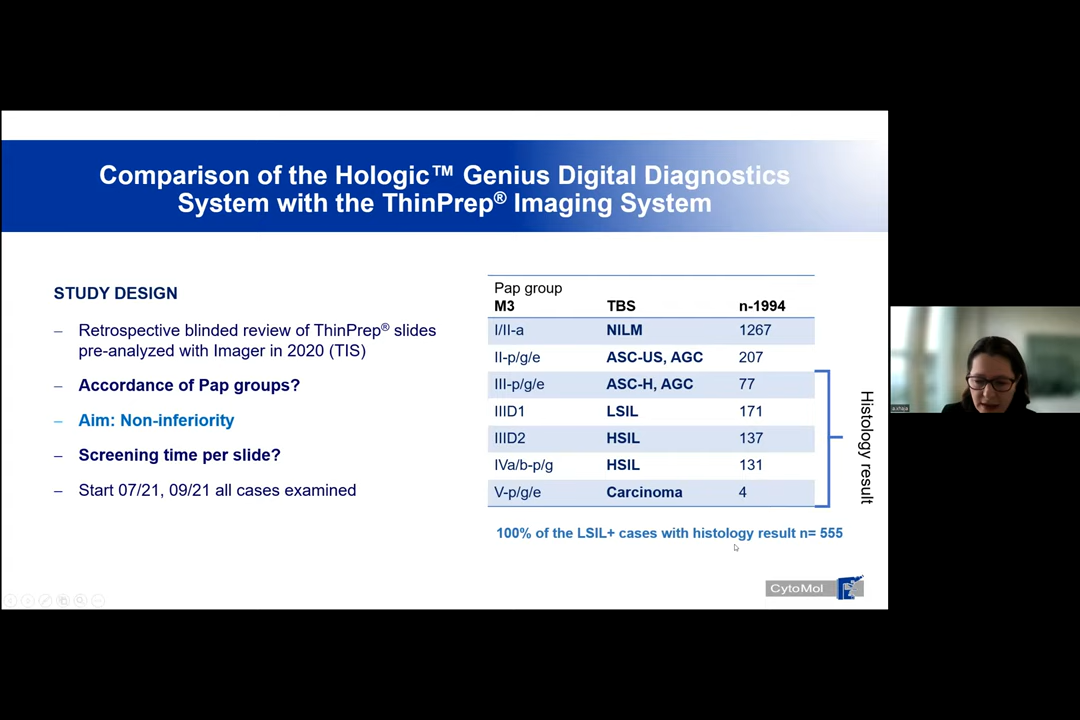 Comparison of the Hologic™ Genius Digital Diagnostics
System with the ThinPrep® Imaging System
STUDY DESIGN
– Retrospective blinded review of ThinPrep® slides
pre-analyzed with Imager in 2020 (TIS)
– Accordance of Pap groups?
– Aim: Non-inferiority
– Screening time per slide?
– Start 07/21, 09/21 all cases examined
Pap group
M3 TBS n-1994
I/II-a NILM 1267
II-p/g/e ASC-US, AGC 207
III-p/g/e ASC-H, AGC 77
IIID1 LSIL 171
IIID2 HSIL 137
IVa/b-p/g HSIL 131
V-p/g/e Carcinoma 4
Histology result
100% of the LSIL+ cases with histology result n= 555
CytoMol